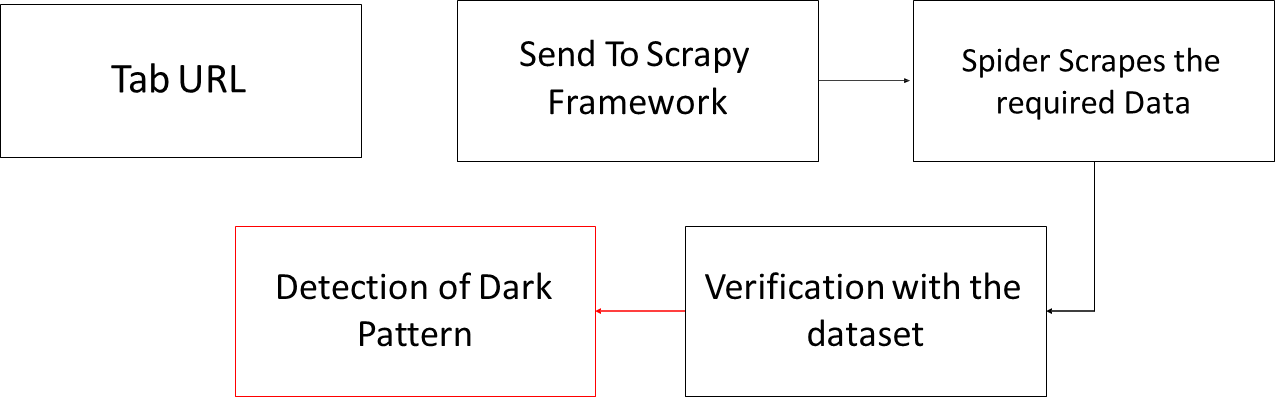 Tab URL
Send To Scrapy
Framework
Spider Scrapes the
required Data
Detection of Dark
Pattern
Verification with the
dataset